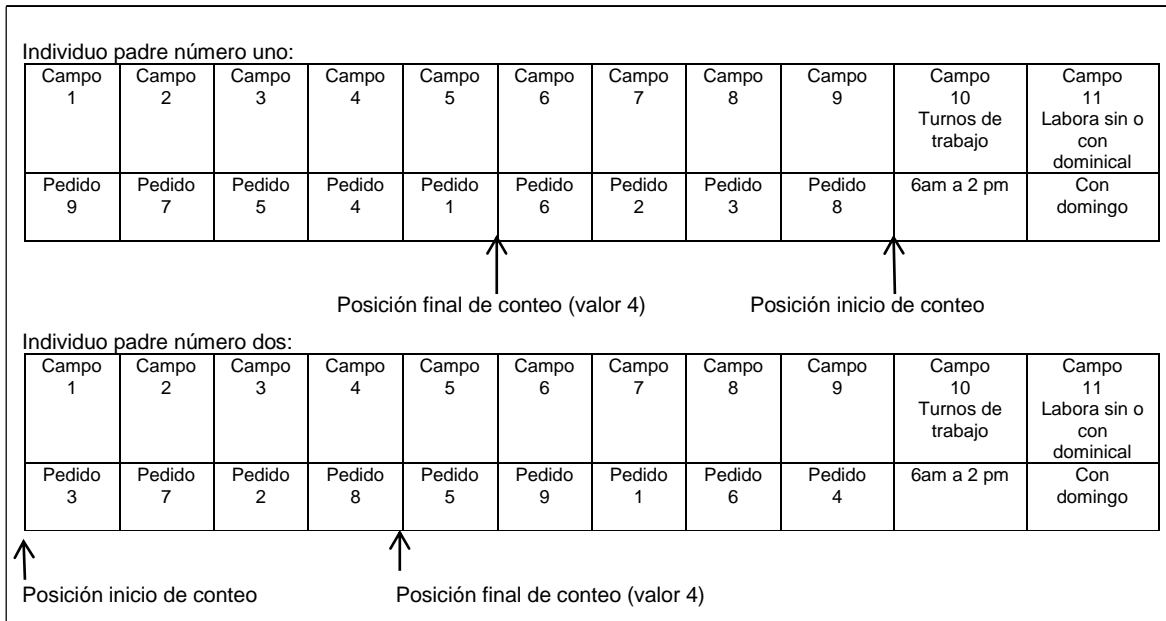 Individuo padre número uno:
Campo 1 Campo 2 Campo 3 Campo 4 Campo 5 Campo 6 Campo 7 Campo 8 Campo 9 Campo 10 Turnos de trabajo Campo 11 Labora sin o con dominical
Pedido 9 Pedido 7 Pedido 5 Pedido 4 Pedido 1 Pedido 6 Pedido 2 Pedido 3 Pedido 8 6am a 2 pm Con domingo
Posición final de conteo (valor 4) Posición inicio de conteo
Individuo padre número dos:
Campo 1 Campo 2 Campo 3 Campo 4 Campo 5 Campo 6 Campo 7 Campo 8 Campo 9 Campo 10 Turnos de trabajo Campo 11 Labora sin o con dominical
Pedido 3 Pedido 7 Pedido 2 Pedido 8 Pedido 5 Pedido 9 Pedido 1 Pedido 6 Pedido 4 6am a 2 pm Con domingo
Posición inicio de conteo Posición final de conteo (valor 4)